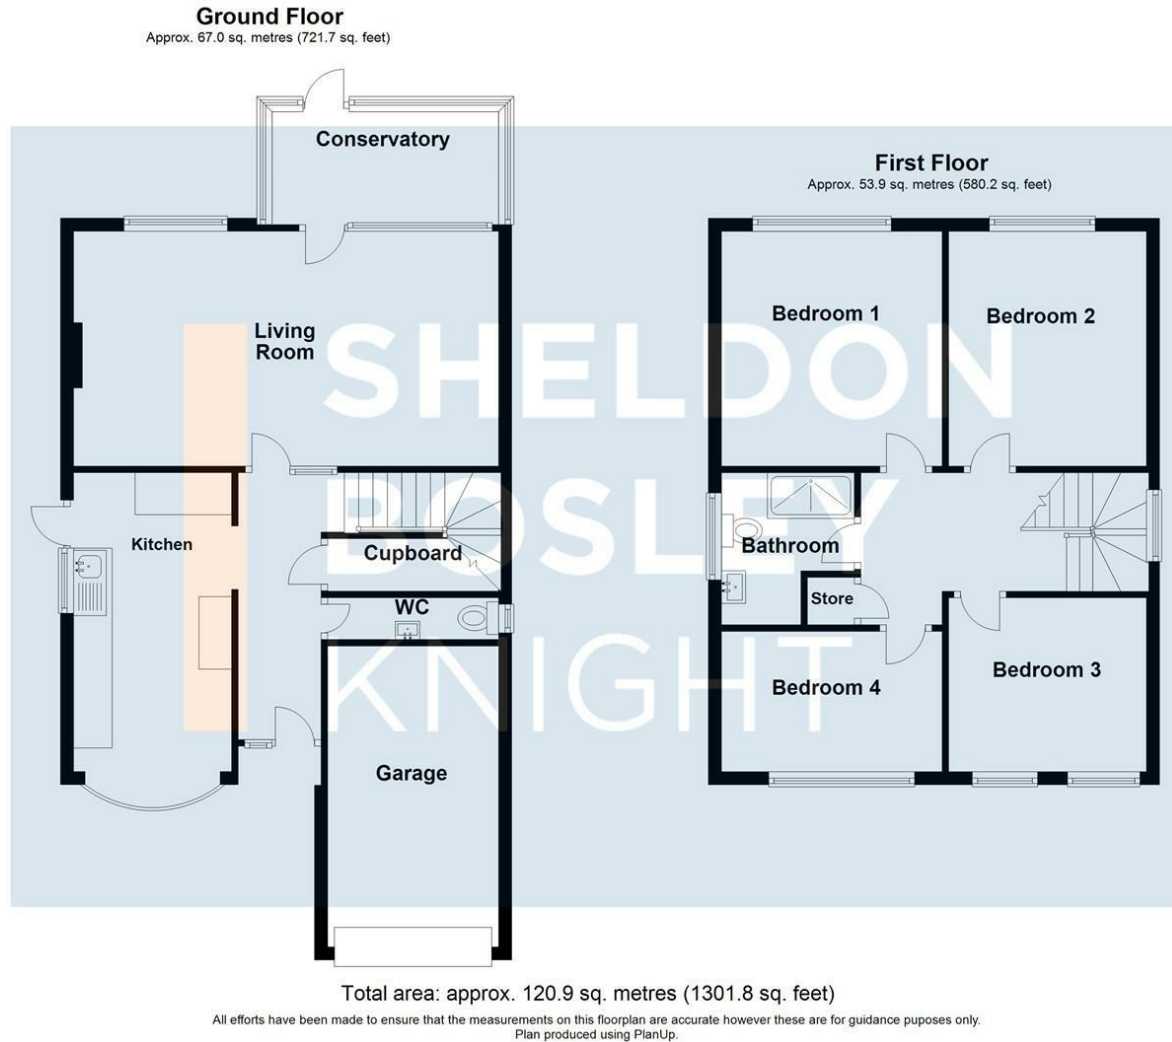 Ground Floor
Approx. 67.0 sq. metres (721.7 sq. feet)
Conservatory
First Floor
Approx. 53.9 sq. metres (580.2 sq. feet)
Living
Room
Bedroom 1
Bedroom 2
SHELDON
BOSLEY
KNIGHT
Kitchen
Cupboard
WC
Garage
Bathroom
Store
Bedroom 4
Bedroom 3
Total area: approx. 120.9 sq. metres (1301.8 sq. feet)
All efforts have been made to ensure that the measurements on this floorplan are accurate however these are for guidance puposes only.
Plan produced using PlanUp.